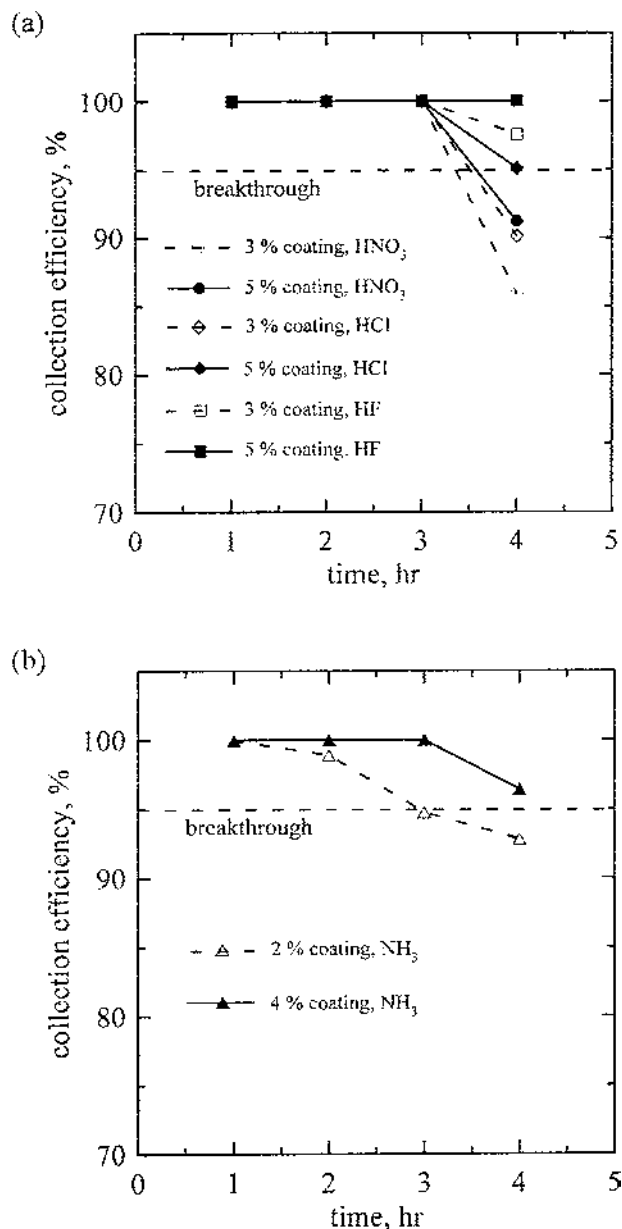 (a)
collection efficiency, %
100
90
80
70
breakthrough
3 % coating, HNO₃
5 % coating, HNO₃
3 % coating, HCl
5 % coating, HCl
3 % coating, HF
5 % coating. HF
0 1 2 3 4 5
time, hr
(b)
collection efficiency, %
100
90
80
70
breakthrough
2 % coating, NH₃
4 % coating, NH₃
0 1 2 3 4 5
time, hr